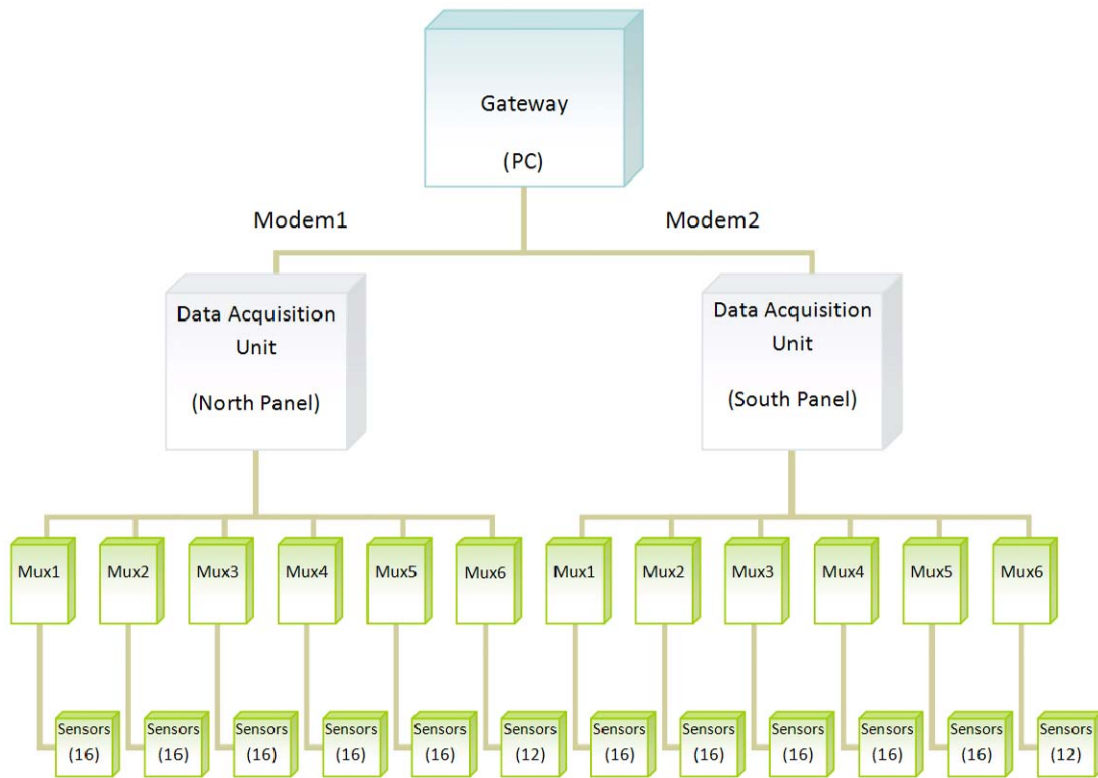 Gateway
(PC)
Modem1
Modem2
Data Acquisition
Unit
(North Panel)
Data Acquisition
Unit
(South Panel)
Mux1
Mux2
Mux3
Mux4
Mux5
Mux6
Mux1
Mux2
Mux3
Mux4
Mux5
Mux6
Sensors
(16)
Sensors
(16)
Sensors
(16)
Sensors
(16)
Sensors
(16)
Sensors
(12)
Sensors
(16)
Sensors
(16)
Sensors
(16)
Sensors
(16)
Sensors
(16)
Sensors
(12)